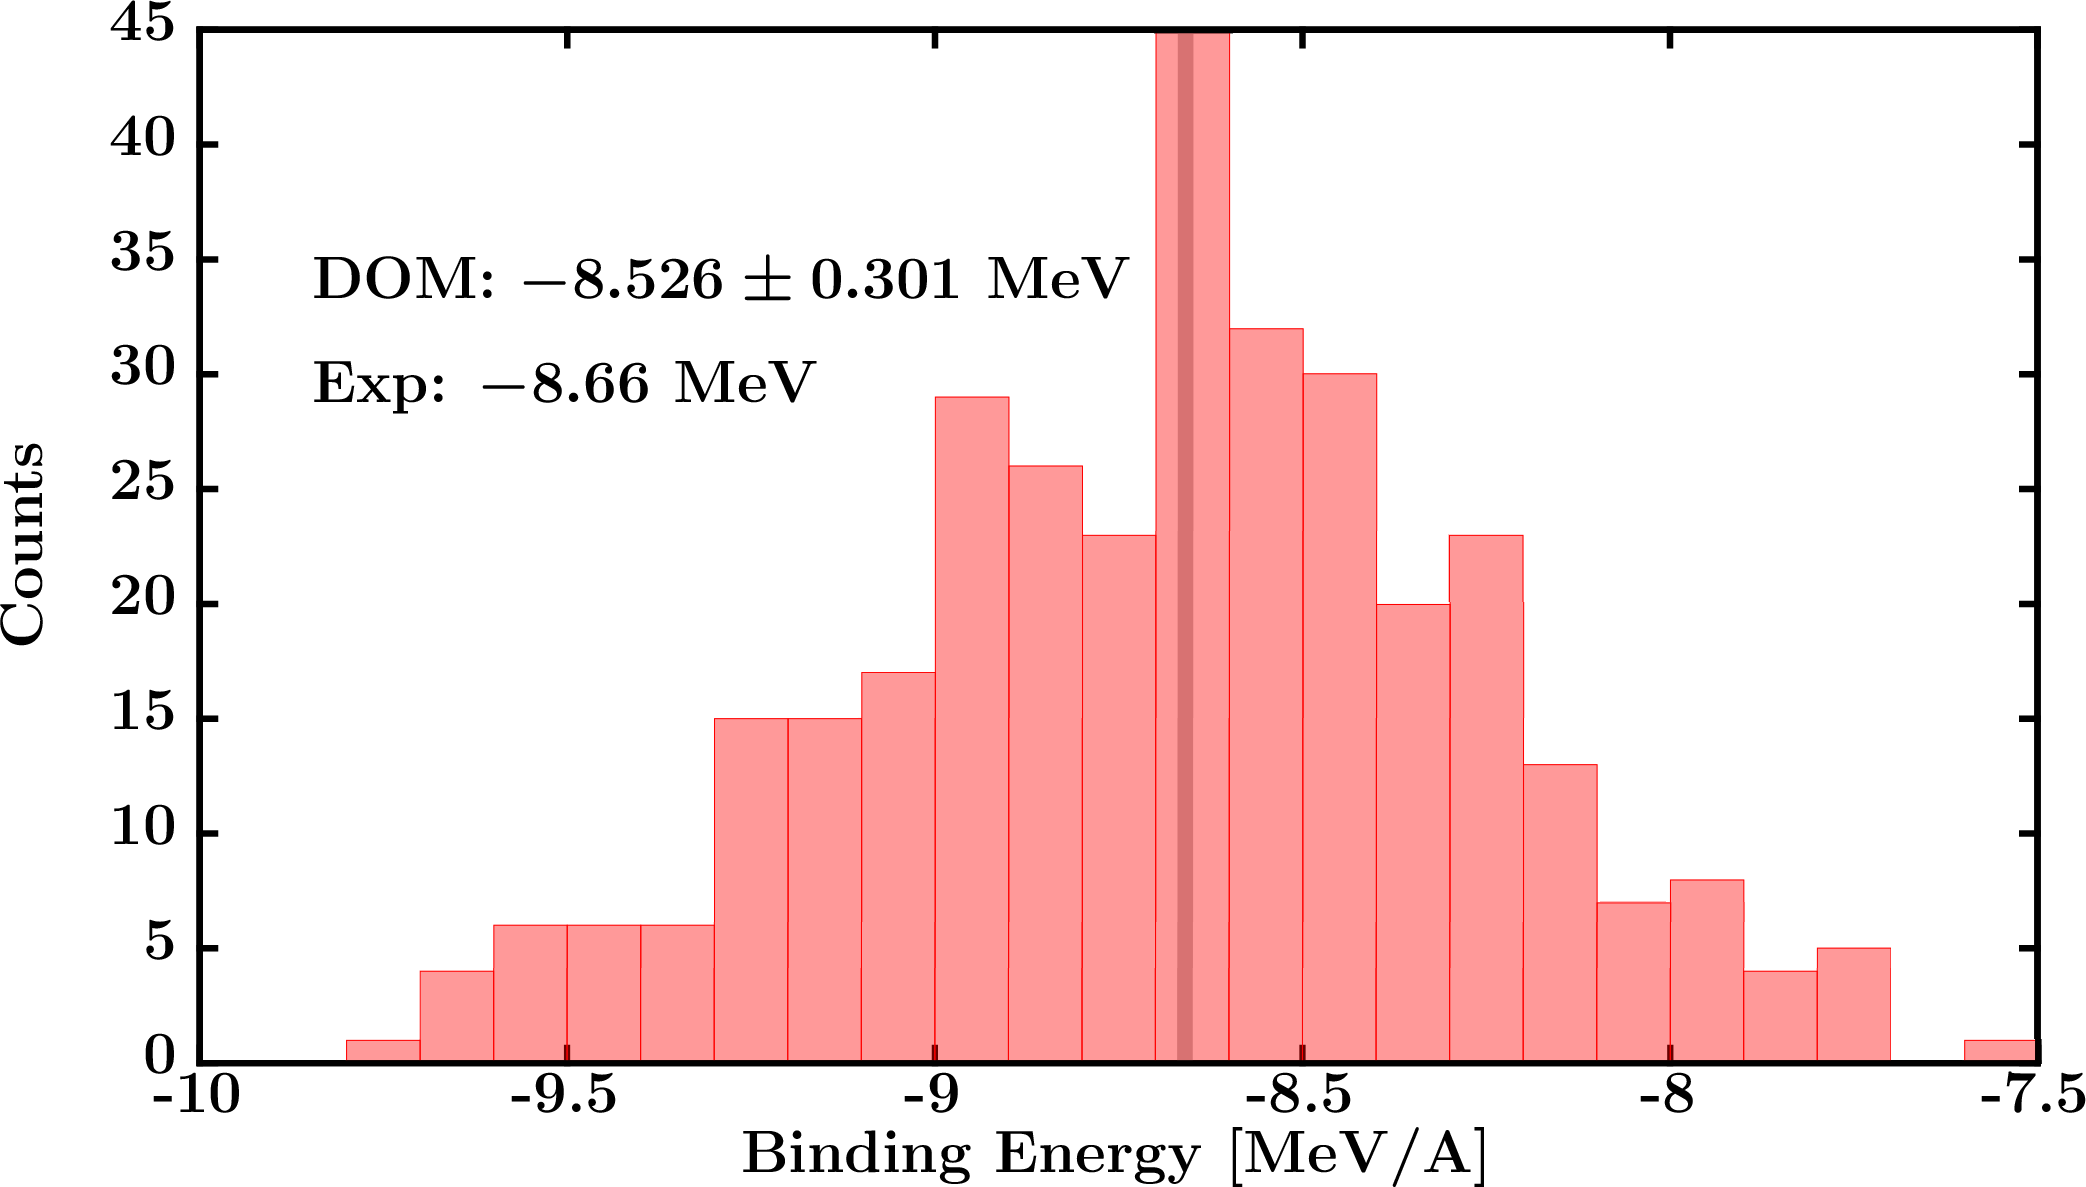 45
40
35
DOM: −8.526 ± 0.301 MeV
30
Exp: −8.66 MeV
25
20
15
10
5
0
Counts
-10 -9.5 -9 -8.5 -8 -7.5
Binding Energy [MeV/A]